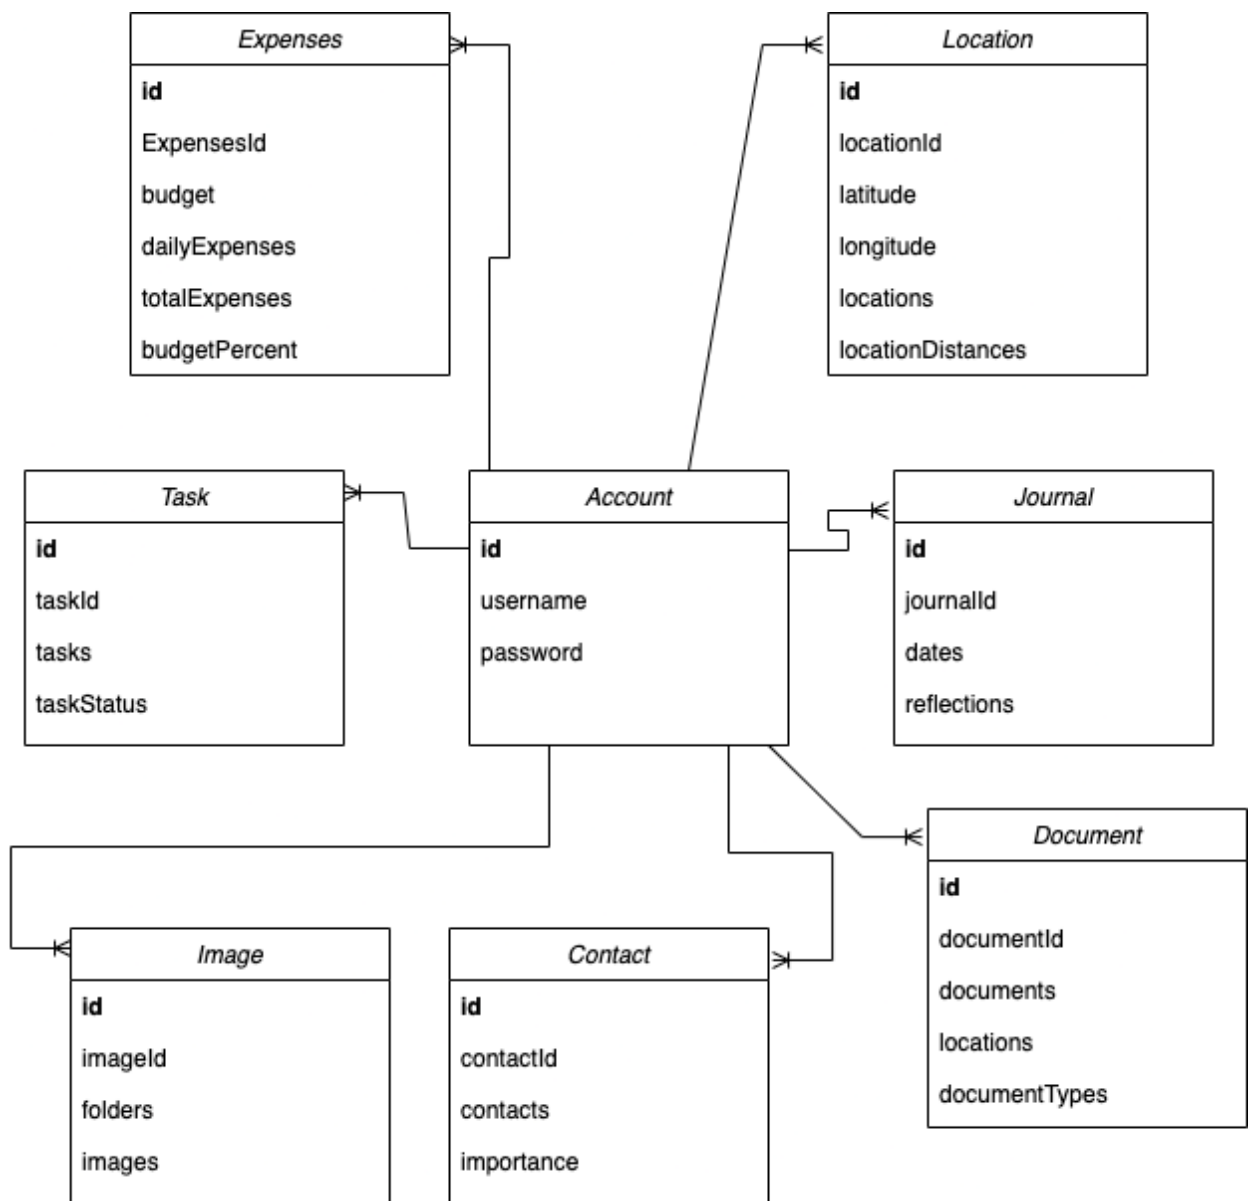 Expenses
id
ExpensesId
budget
dailyExpenses
totalExpenses
budgetPercent
Location
id
locationId
latitude
longitude
locations
locationDistances
Task
id
taskId
tasks
taskStatus
Account
id
username
password
Journal
id
journalId
dates
reflections
Document
id
documentId
documents
locations
documentTypes
Image
id
imageId
folders
images
Contact
id
contactId
contacts
importance